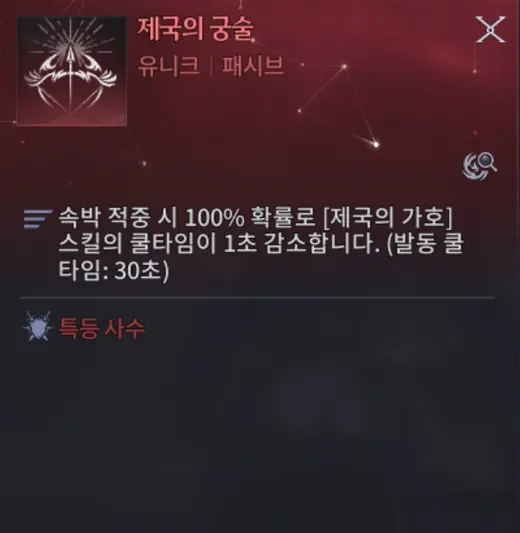 제국의 궁술
유니크 | 패시브
속박 적중 시 100% 확률로 [제국의 가호]
스킬의 쿨타임이 1초 감소합니다. (발동 쿨
타임: 30초)
특등 사수